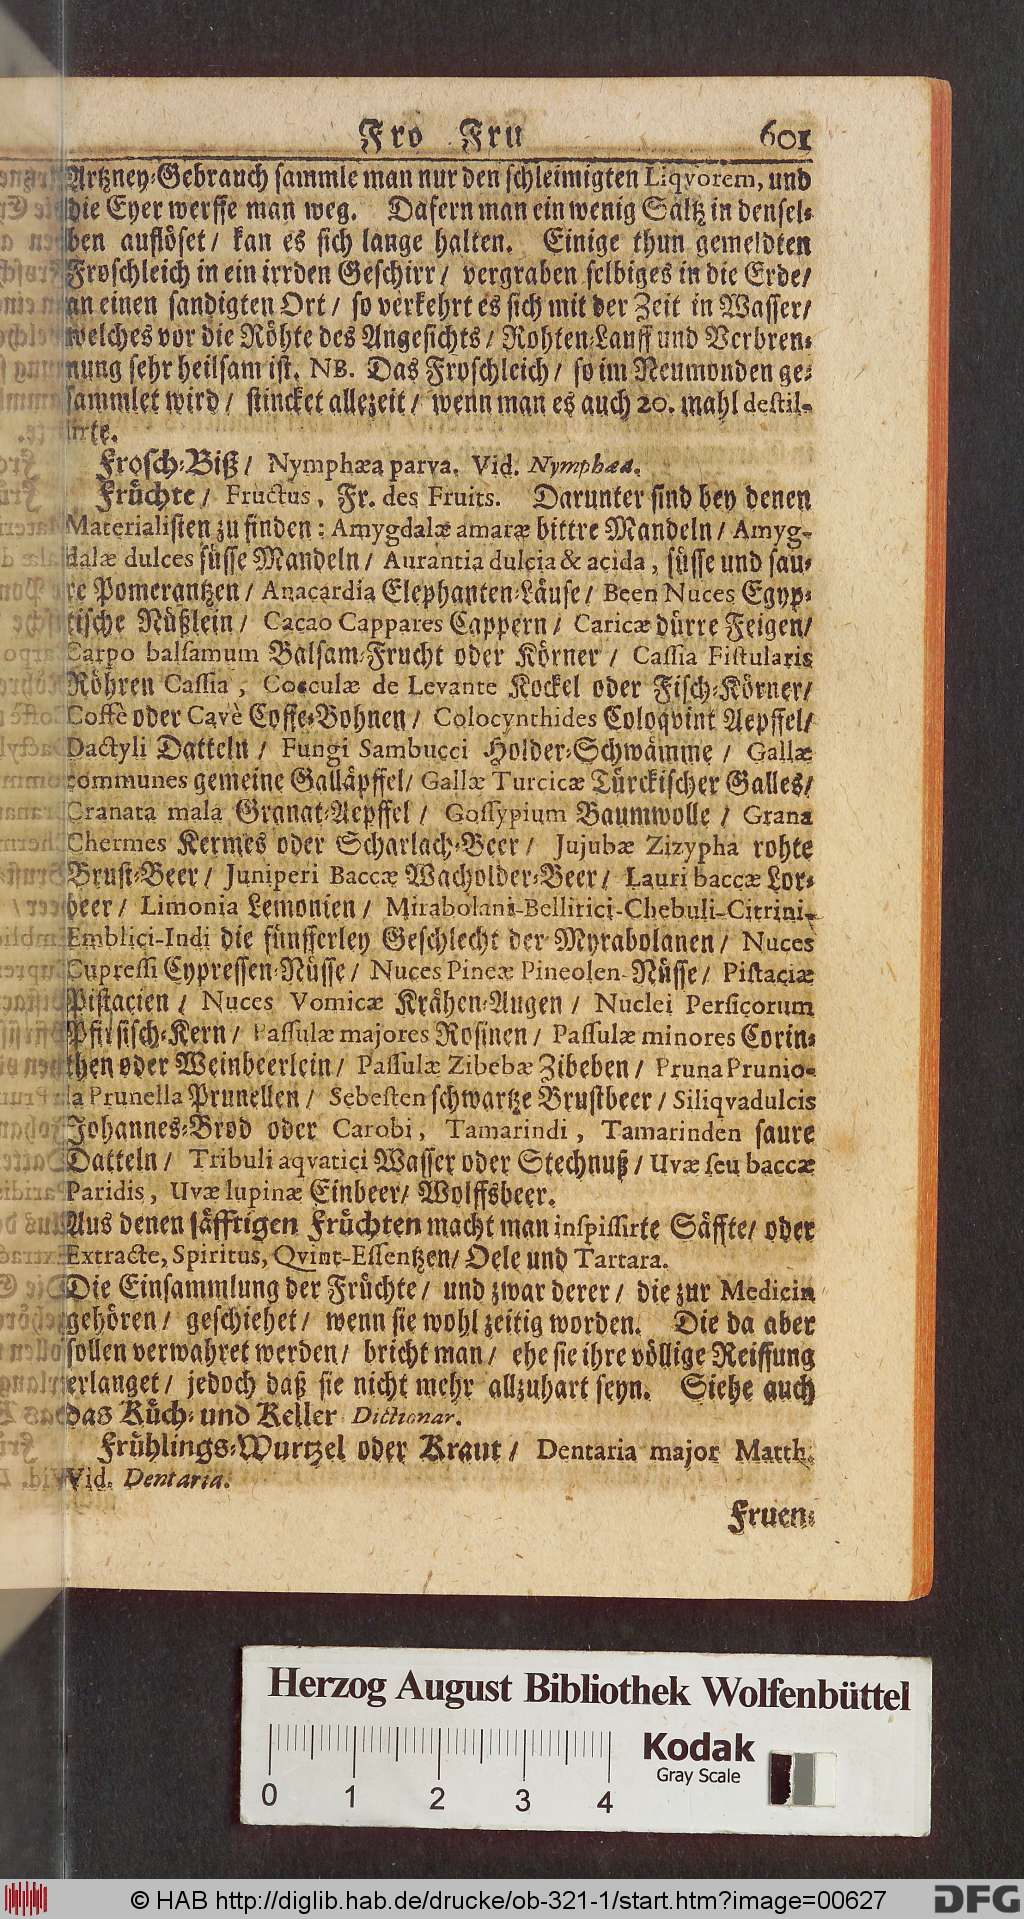 Fro Fru 601
Artzney-Gebrauch sammle man nur den schleimigten Liqvorem, und
die Eyer werffe man weg. Dafern man ein wenig Saltz in densel-
ben auflöset/ kan es sich lange halten. Einige thun gemeldten
Froschleich in ein irrden Geschirr/ vergraben selbiges in die Erde/
an einen sandigten Ort/ so verkehrt es sich mit der Zeit in Wasser/
welches vor die Röhte des Angesichts/ Rohten-Lauff und Verbren-
nung sehr heilsam ist. NB. Das Froschleich/ so im Neumonden ge-
sammlet wird/ stincket allezeit/ wenn man es auch 20. mahl destil-
lirte.
Frosch-Biß/ Nymphæa parva. Vid. Nymphæa.
Früchte/ Fructus, Fr. des Fruits. Darunter sind bey denen
Materialisten zu finden: Amygdalæ amaræ bittre Mandeln/ Amyg-
dalæ dulces süsse Mandeln/ Aurantia dulcia & acida, süsse und sau-
re Pomerantzen/ Anacardia Elephanten-Läuse/ Been Nuces Egyp-
tische Nüßlein/ Cacao Cappares Cappern/ Caricæ dürre Feigen/
Carpo balsamum Balsam-Frucht oder Körner/ Cassia Fistularis
Röhren Cassia, Cocculæ de Levante Kockel oder Fisch-Körner/
Coffè oder Cavè Coffe-Bohnen/ Colocynthides Coloqvint Aepffel/
Dactyli Datteln/ Fungi Sambucci Holder-Schwämme/ Gallæ
communes gemeine Galläpffel/ Gallæ Turcicæ Türckischer Galles/
Granata mala Granat-Aepffel/ Gossypium Baumwolle/ Grana
Chermes Kermes oder Scharlach-Beer/ Jujubæ Zizypha rohte
Brust-Beer/ Juniperi Baccæ Wacholder-Beer/ Lauri baccæ Lor-
beer/ Limonia Lemonien/ Mirabolani-Bellirici-Chebuli-Citrini-
Emblici-Indi die fünfferley Geschlecht der Myrabolanen/ Nuces
Cupressi Cypressen-Nüsse/ Nuces Pineæ Pineolen-Nüsse/ Pistaciæ
Pistacien/ Nuces Vomicæ Krähen-Augen/ Nuclei Persicorum
Pfirsisch-Kern/ Passulæ majores Rosinen/ Passulæ minores Corin-
then oder Weinbeerlein/ Passulæ Zibebæ Zibeben/ Pruna Prunio-
la Prunella Prunellen/ Sebesten schwartze Brustbeer/ Siliqvadulcis
Johannes-Brod oder Carobi, Tamarindi, Tamarinden saure
Datteln/ Tribuli aqvatici Wasser oder Stechnuß/ Uvæ seu baccæ
Paridis, Uvæ lupinæ Einbeer/ Wolffsbeer.
Aus denen säfftigen Früchten macht man inspissirte Säffte/ oder
Extracte, Spiritus, Qvint-Essentzen/ Oele und Tartara.
Die Einsammlung der Früchte/ und zwar derer/ die zur Medicin
gehören/ geschiehet/ wenn sie wohl zeitig worden. Die da aber
sollen verwahret werden/ bricht man/ ehe sie ihre völlige Reiffung
erlanget/ jedoch daß sie nicht mehr allzuhart seyn. Siehe auch
das Küch- und Keller Dictionar.
Frühlings-Wurtzel oder Kraut/ Dentaria major Matth.
Vid. Dentaria.
Fruen-
Herzog August Bibliothek Wolfenbüttel
Kodak
Gray Scale
0 1 2 3 4
© HAB http://diglib.hab.de/drucke/ob-321-1/start.htm?image=00627
DFG